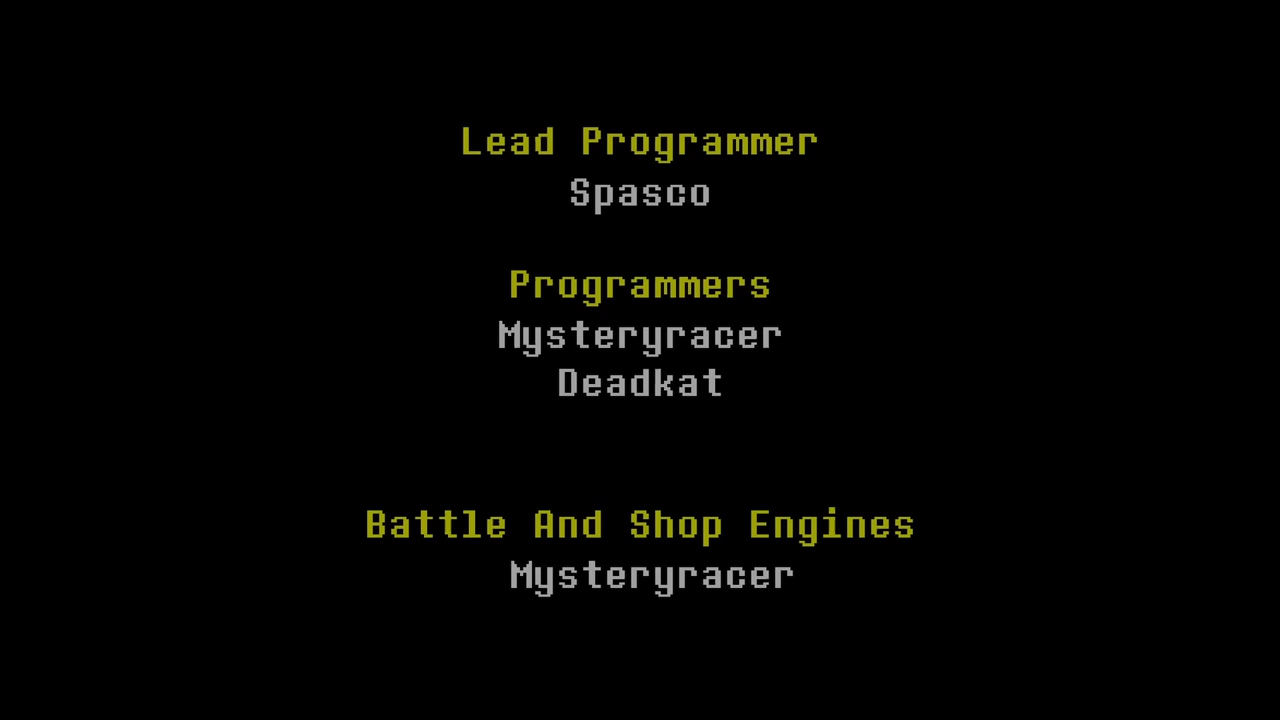 Lead Programmer
Spasco
Programmers
Mysteryracer
Deadkat
Battle And Shop Engines
Mysteryracer